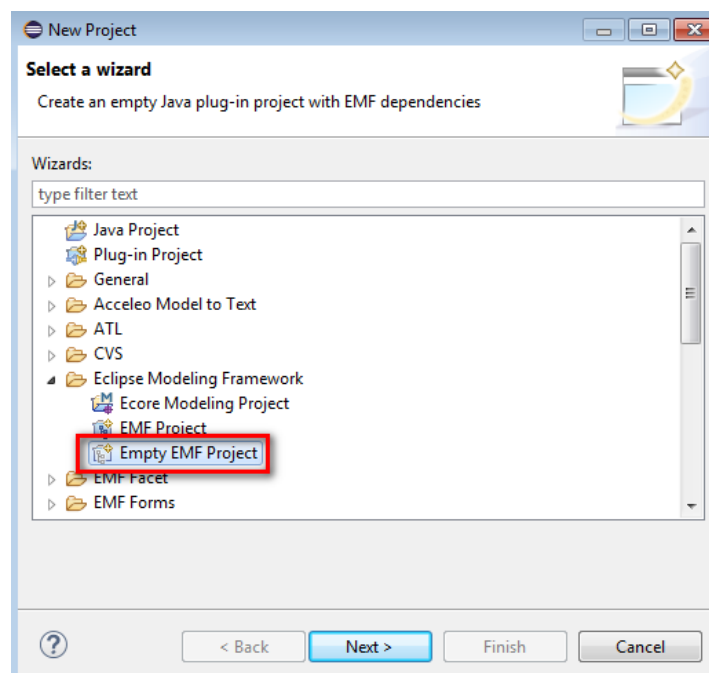 New Project
Select a wizard
Create an empty Java plug-in project with EMF dependencies
Wizards:
type filter text
Java Project
Plug-in Project
General
Acceleo Model to Text
ATL
CVS
Eclipse Modeling Framework
Ecore Modeling Project
EMF Project
Empty EMF Project
EMF Facet
EMF Forms
? < Back Next > Finish Cancel